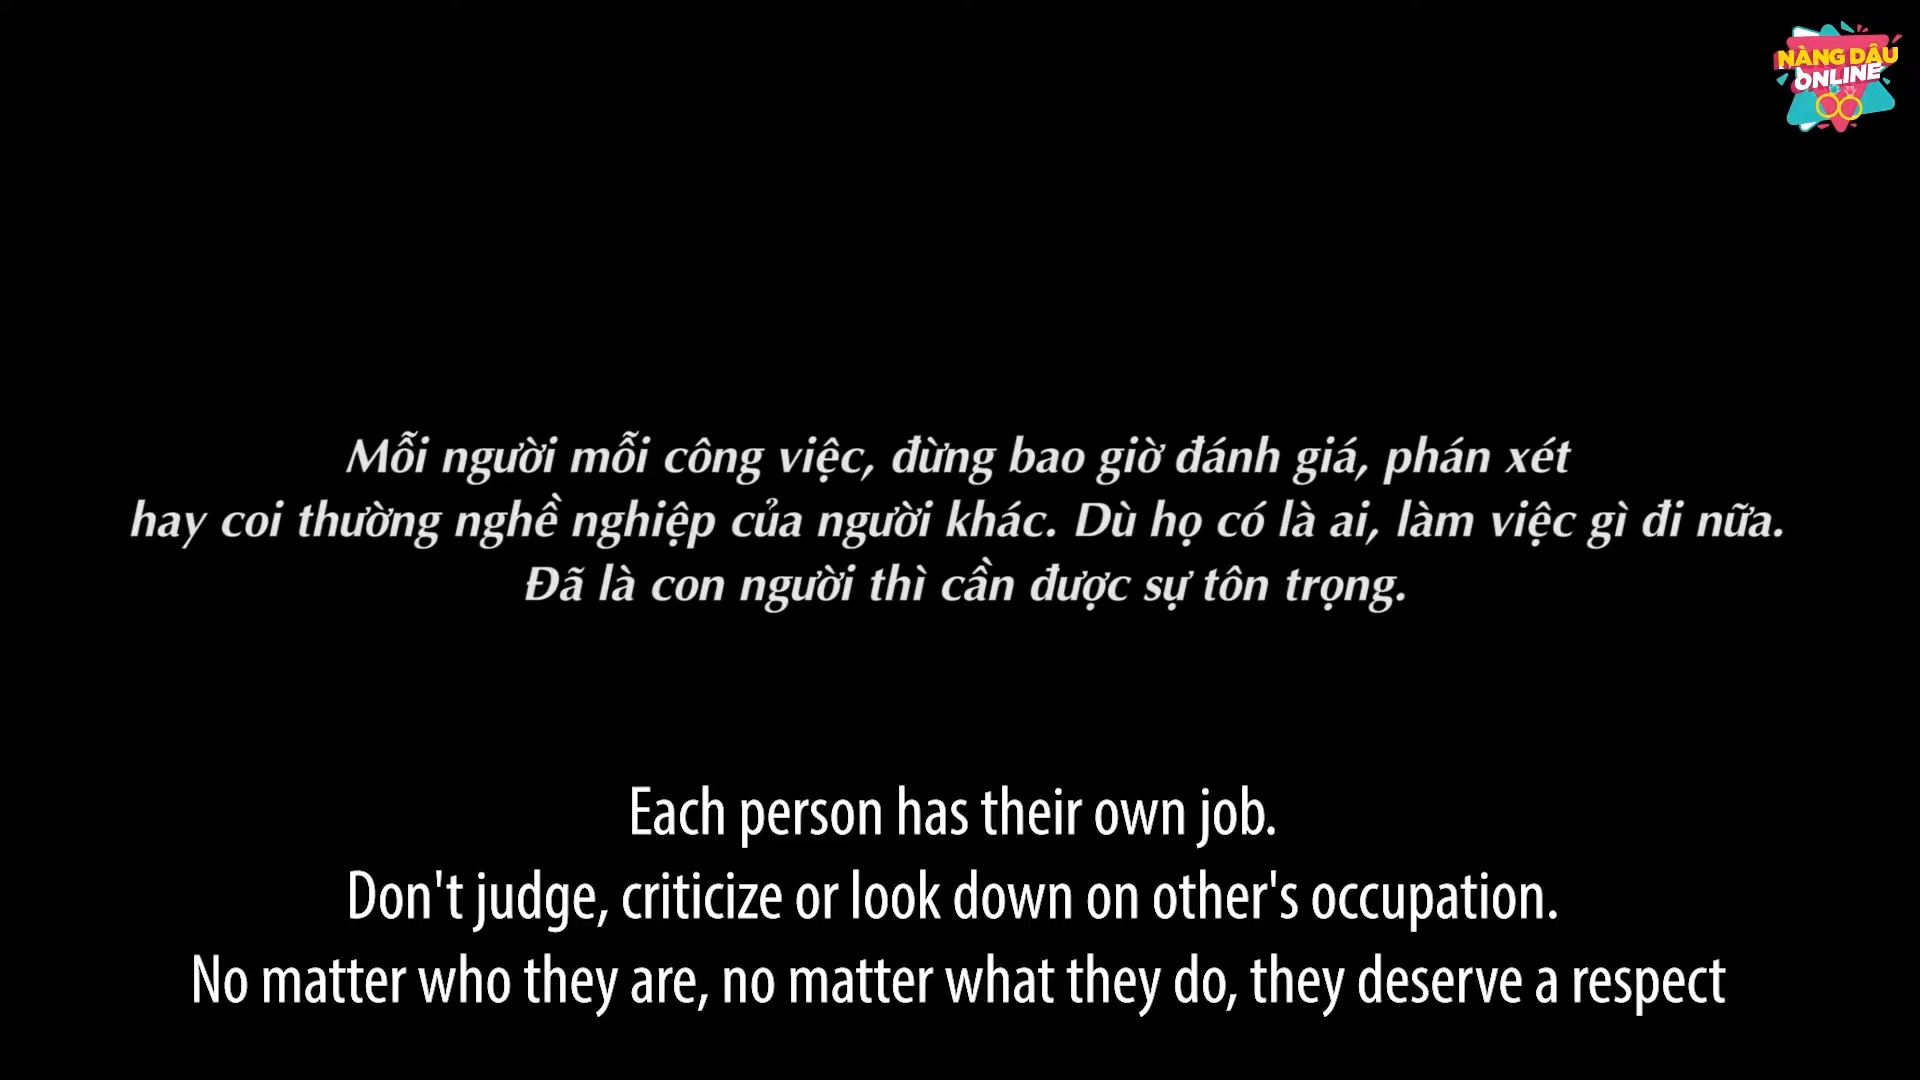 NÀNG DÂU
ONLINE
Mỗi người mỗi công việc, đừng bao giờ đánh giá, phán xét
hay coi thường nghề nghiệp của người khác. Dù họ có là ai, làm việc gì đi nữa.
Đã là con người thì cần được sự tôn trọng.
Each person has their own job.
Don't judge, criticize or look down on other's occupation.
No matter who they are, no matter what they do, they deserve a respect